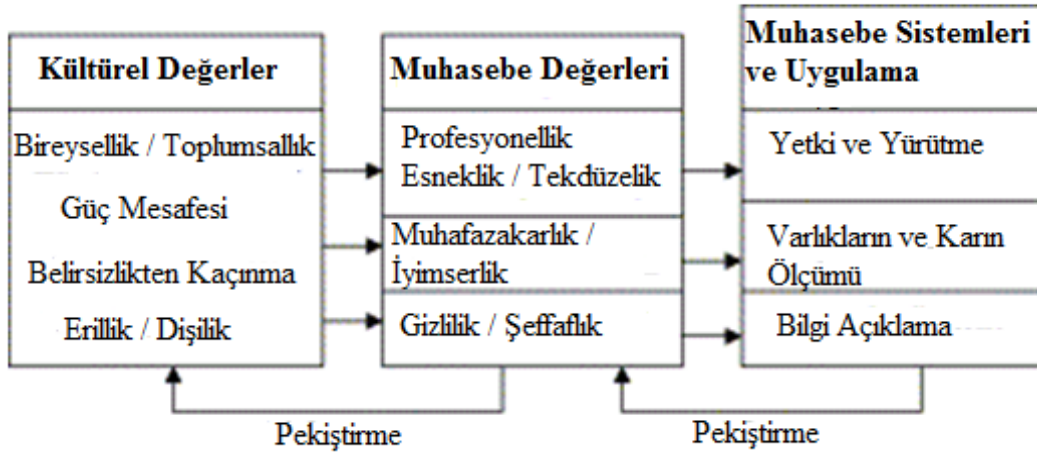 Kültürel Değerler
Bireysellik / Toplumsallık
Güç Mesafesi
Belirsizlikten Kaçınma
Erillik / Dişilik
Muhasebe Değerleri
Profesyonellik
Esneklik / Tekdüzelik
Muhafazakarlık /
İyimserlik
Gizlilik / Şeffaflık
Muhasebe Sistemleri
ve Uygulama
Yetki ve Yürütme
Varlıkların ve Karın
Ölçümü
Bilgi Açıklama
Pekiştirme
Pekiştirme